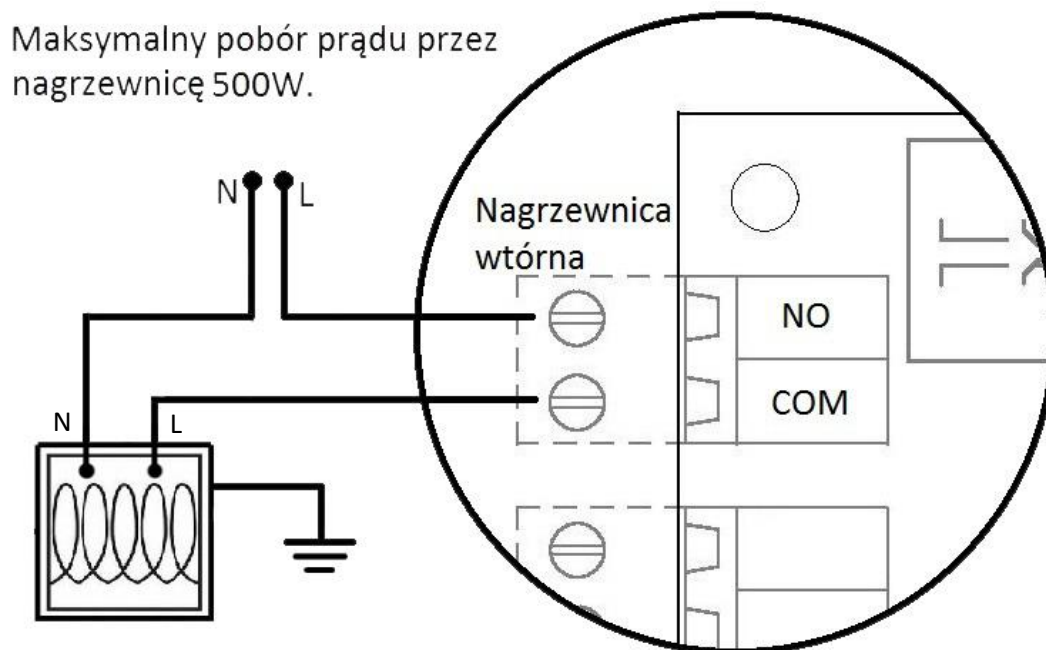 Maksymalny pobór prądu przez
nagrzewnicę 500W.
N L
Nagrzewnica
wtórna
NO
COM
N L